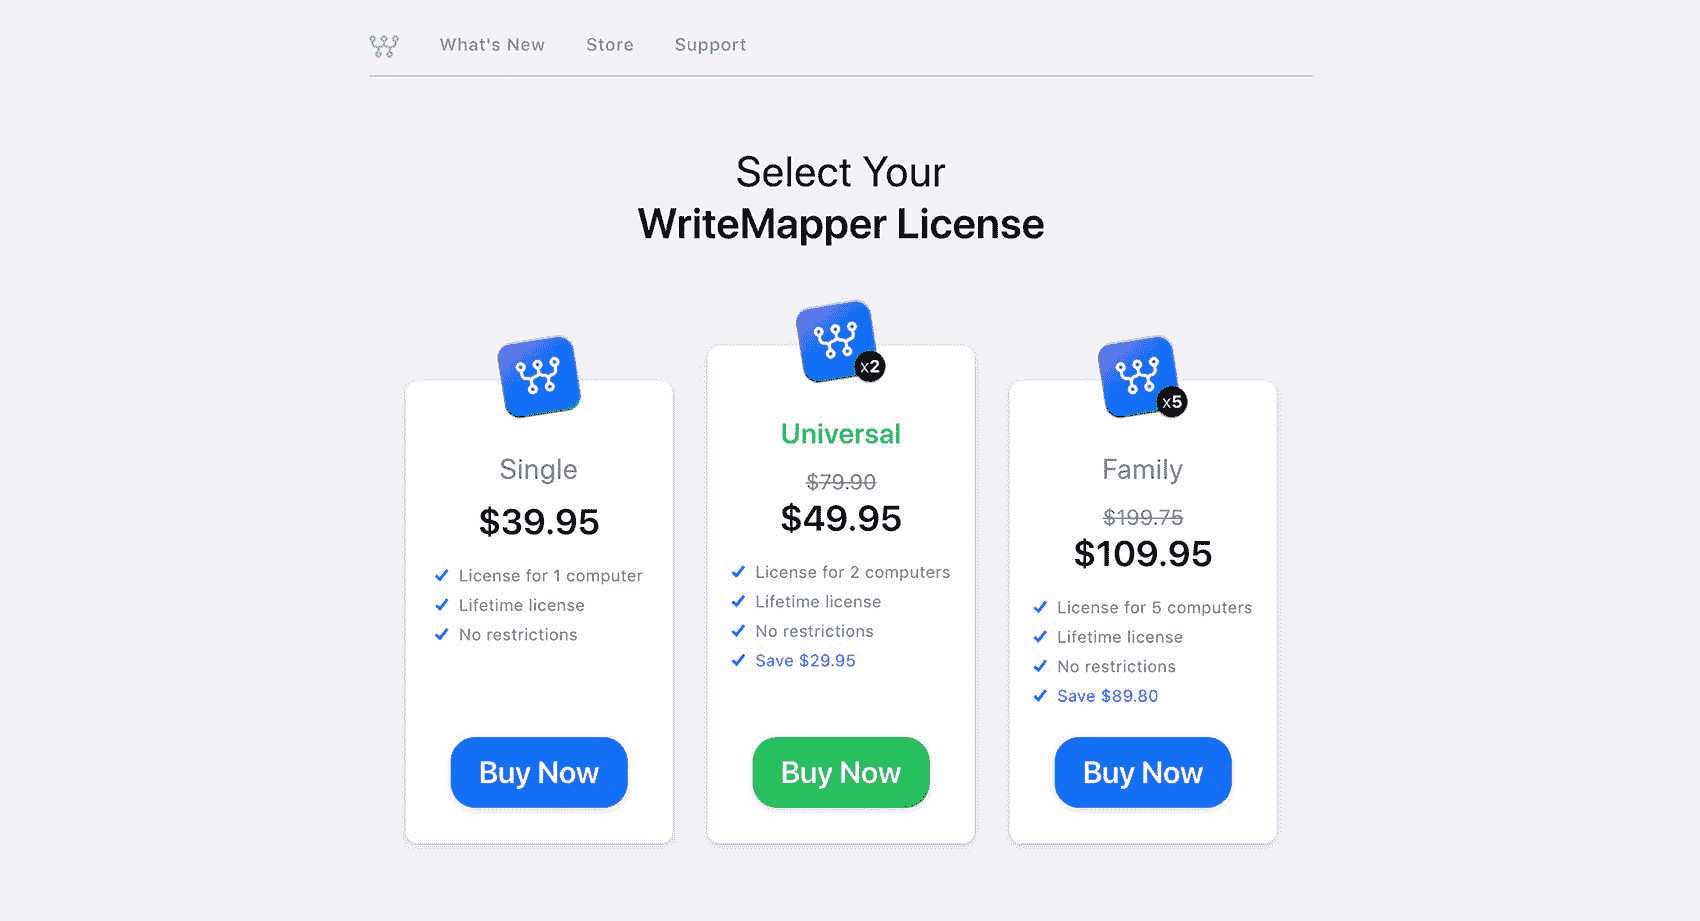 What's New
Store
Support
Select Your
WriteMapper License
Single
$39.95
License for 1 computer
Lifetime license
No restrictions
Buy Now
x2
Universal
$79.90
$49.95
License for 2 computers
Lifetime license
No restrictions
Save $29.95
Buy Now
x5
Family
$199.75
$109.95
License for 5 computers
Lifetime license
No restrictions
Save $89.80
Buy Now